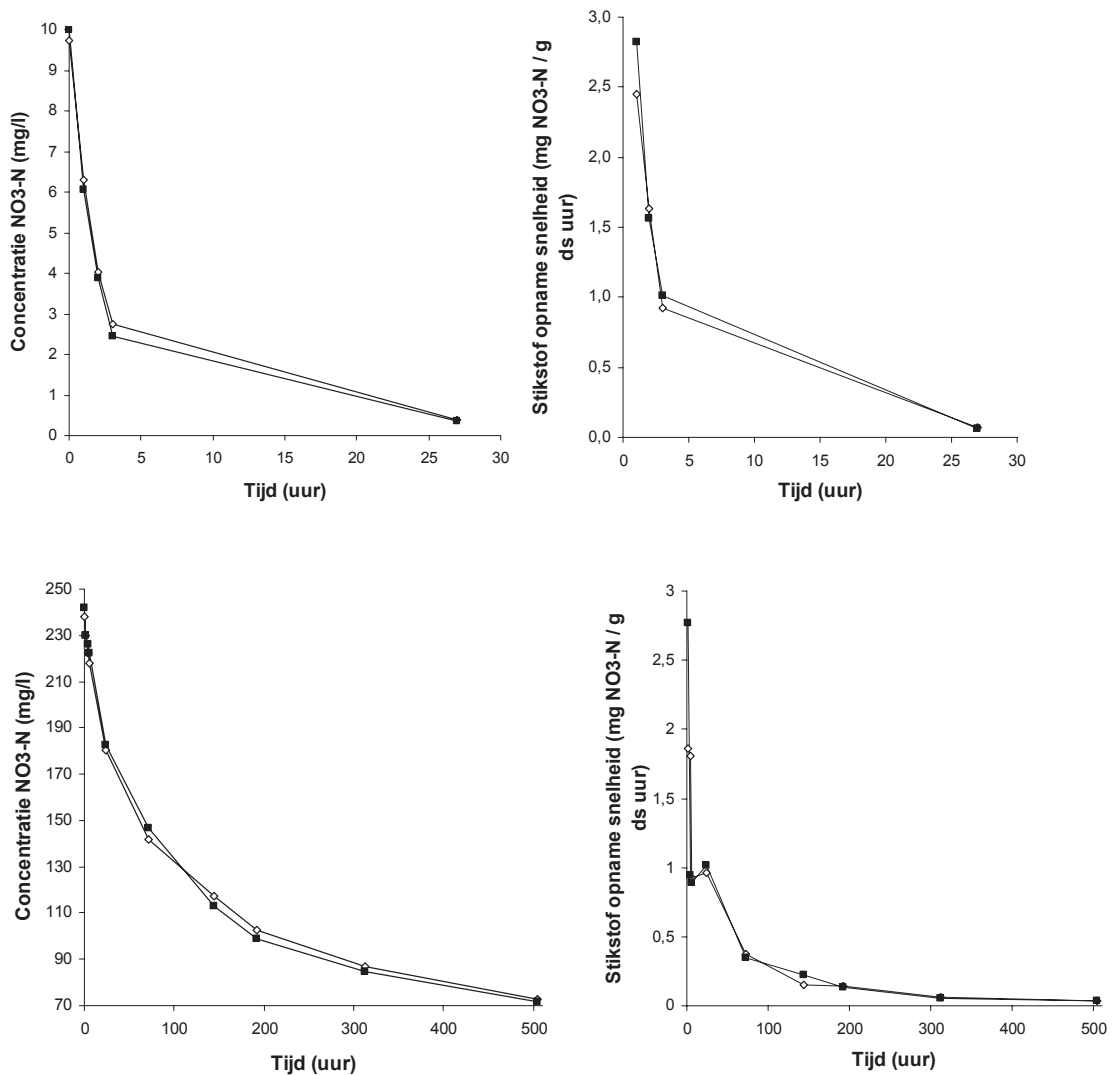 Concentratie NO3-N (mg/l)
10
9
8
7
6
5
4
3
2
1
0
0 5 10 15 20 25 30
Tijd (uur)
Stikstof opname snelheid (mg NO3-N / g
ds uur)
3,0
2,5
2,0
1,5
1,0
0,5
0,0
0 5 10 15 20 25 30
Tijd (uur)
Concentratie NO3-N (mg/l)
250
230
210
190
170
150
130
110
90
70
0 100 200 300 400 500
Tijd (uur)
Stikstof opname snelheid (mg NO3-N / g
ds uur)
3
2,5
2
1,5
1
0,5
0
0 100 200 300 400 500
Tijd (uur)